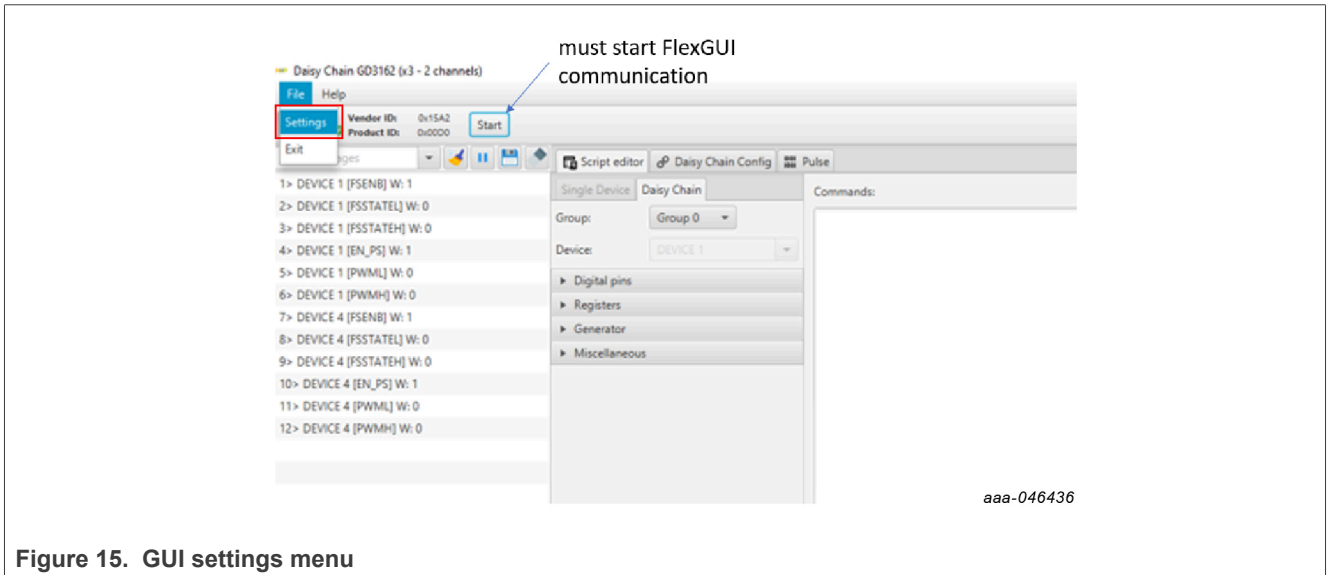 must start FlexGUI
communication
Daisy Chain GD3162 (x3 - 2 channels)
File Help
Settings Vendor ID: 0x15A2 Start
Product ID: 0x00D0
Exit
Script editor Daisy Chain Config Pulse
1> DEVICE 1 [FSENB] W: 1
2> DEVICE 1 [FSSTATEL] W: 0
3> DEVICE 1 [FSSTATEH] W: 0
4> DEVICE 1 [EN_PS] W: 1
5> DEVICE 1 [PWML] W: 0
6> DEVICE 1 [PWMH] W: 0
7> DEVICE 4 [FSENB] W: 1
8> DEVICE 4 [FSSTATEL] W: 0
9> DEVICE 4 [FSSTATEH] W: 0
10> DEVICE 4 [EN_PS] W: 1
11> DEVICE 4 [PWML] W: 0
12> DEVICE 4 [PWMH] W: 0
Single Device Daisy Chain
Group: Group 0
Device: DEVICE 1
Digital pins
Registers
Generator
Miscellaneous
Commands:
aaa-046436
Figure 15. GUI settings menu